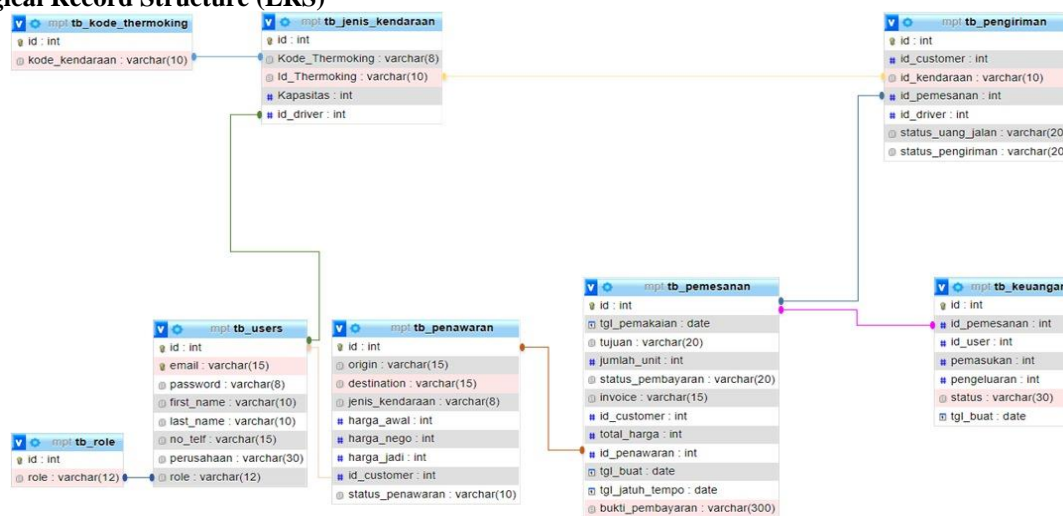 gical Record Structure (LRS)
mpt tb_kode_thermoking
id : int
kode_kendaraan : varchar(10)
mpt tb_jenis_kendaraan
id : int
Kode_Thermoking : varchar(8)
Id_Thermoking : varchar(10)
Kapasitas : int
id_driver : int
mpt tb_pengiriman
id : int
id_customer : int
id_kendaraan : varchar(10)
id_pemesanan : int
id_driver : int
status_uang_jalan : varchar(20
status_pengiriman : varchar(20
mpt tb_users
id : int
email : varchar(15)
password : varchar(8)
first_name : varchar(10)
last_name : varchar(10)
no_telf : varchar(15)
perusahaan : varchar(30)
role : varchar(12)
mpt tb_role
id : int
role : varchar(12)
mpt tb_penawaran
id : int
origin : varchar(15)
destination : varchar(15)
jenis_kendaraan : varchar(8)
harga_awal : int
harga_nego : int
harga_jadi : int
id_customer : int
status_penawaran : varchar(10)
mpt tb_pemesanan
id : int
tgl_pemakaian : date
tujuan : varchar(20)
jumlah_unit : int
status_pembayaran : varchar(20)
invoice : varchar(15)
id_customer : int
total_harga : int
id_penawaran : int
tgl_buat : date
tgl_jatuh_tempo : date
bukti_pembayaran : varchar(300)
mpt tb_keuangan
id : int
id_pemesanan : int
id_user : int
pemasukan : int
pengeluaran : int
status : varchar(30)
tgl_buat : date